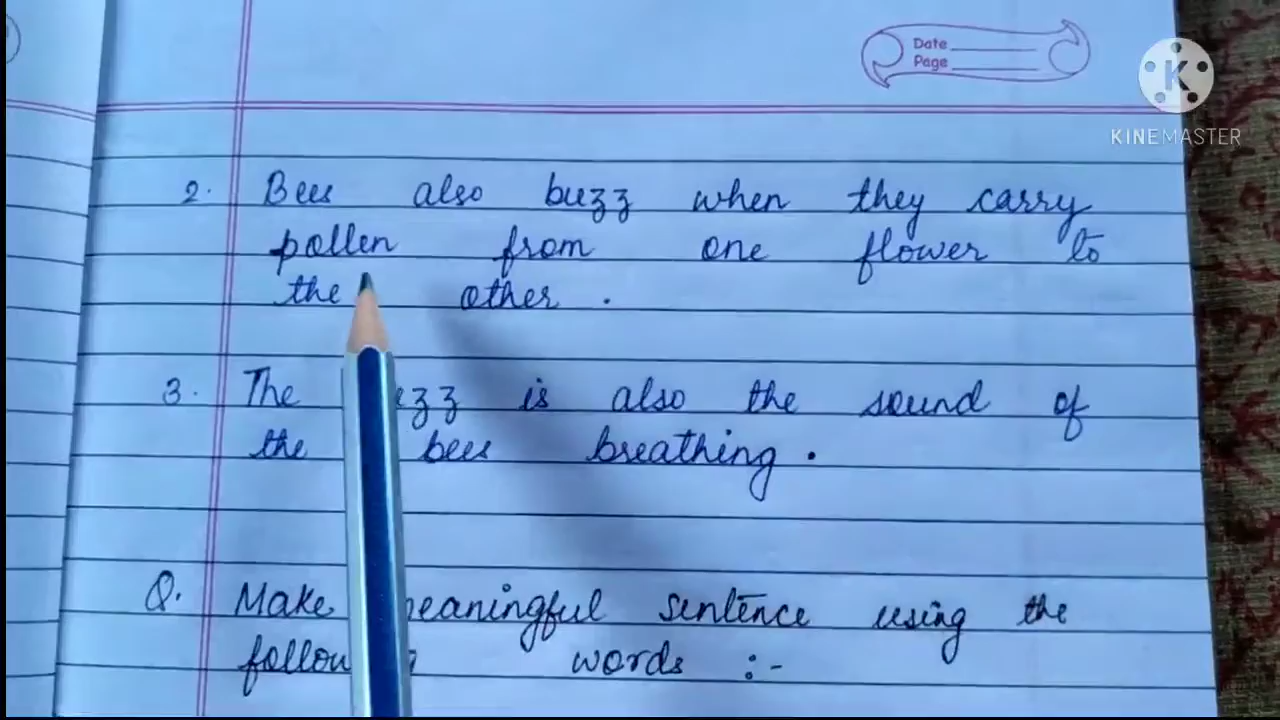 Date
Page
KINEMASTER
2. Bees also buzz when they carry
pollen from one flower to
the other .
3. The is also the sound of
the bees breathing .
Q. Make sentence using the
words :-